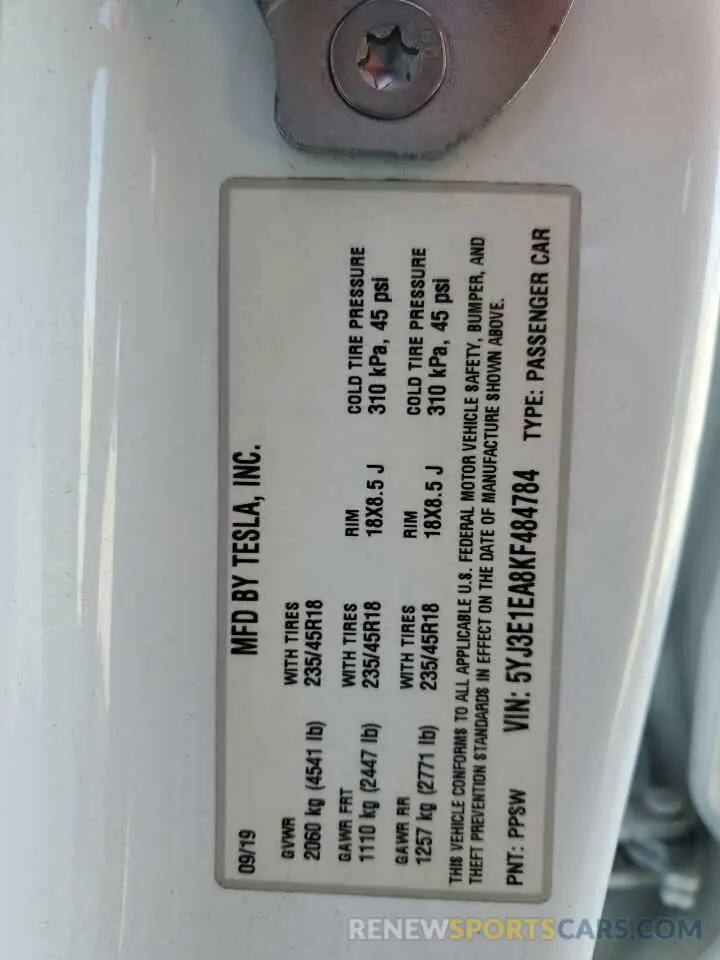 09/19 MFD BY TESLA, INC.
GVWR WITH TIRES
2060 kg (4541 lb) 235/45R18
GAWR FRT WITH TIRES RIM COLD TIRE PRESSURE
1110 kg (2447 lb) 235/45R18 18X8.5 J 310 kPa, 45 psi
GAWR RR WITH TIRES RIM COLD TIRE PRESSURE
1257 kg (2771 lb) 235/45R18 18X8.5 J 310 kPa, 45 psi
THIS VEHICLE CONFORMS TO ALL APPLICABLE U.S. FEDERAL MOTOR VEHICLE SAFETY, BUMPER, AND
THEFT PREVENTION STANDARDS IN EFFECT ON THE DATE OF MANUFACTURE SHOWN ABOVE.
PNT: PPSW VIN: 5YJ3E1EA8KF484784 TYPE: PASSENGER CAR
RENEWSPORTSCARS.COM